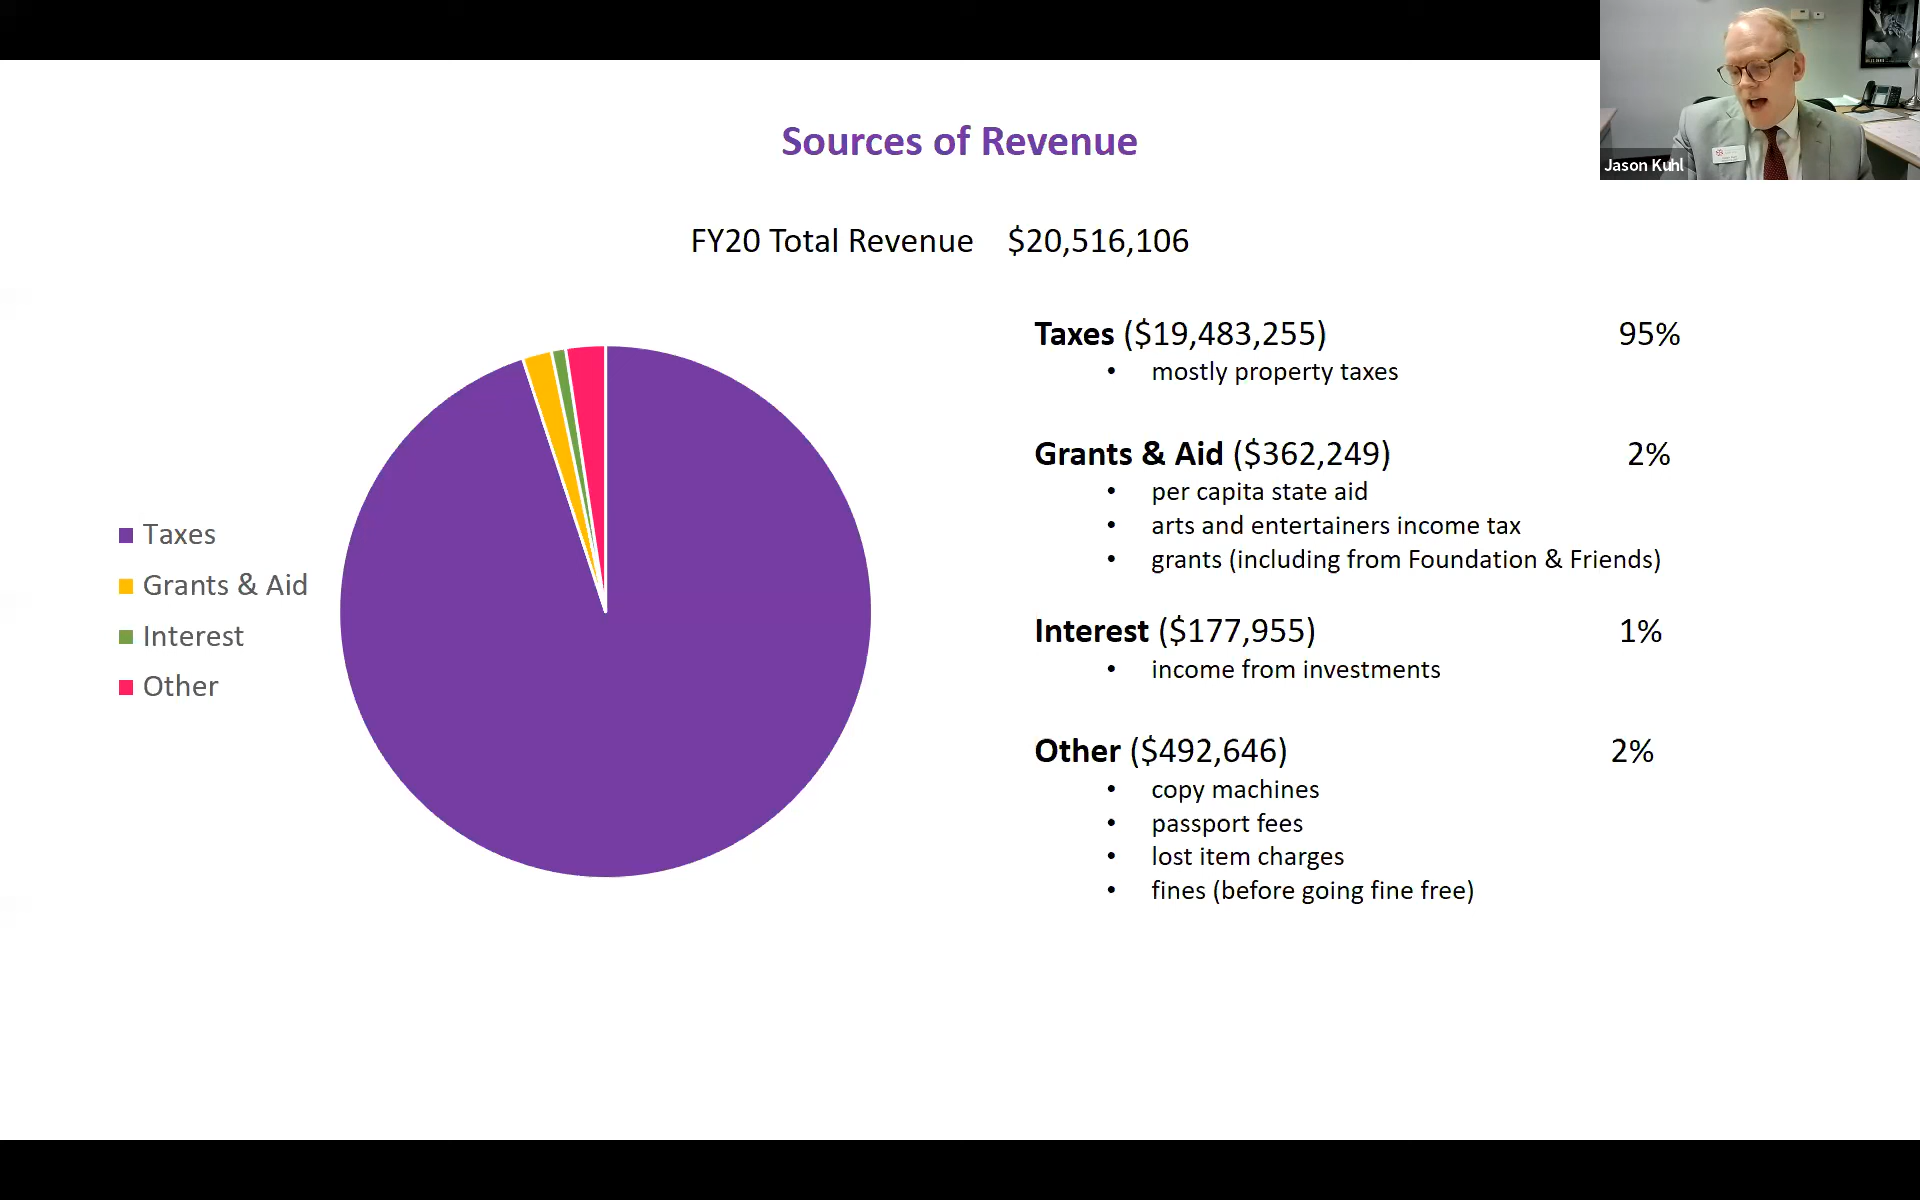 Jason Kuhl
Sources of Revenue
FY20 Total Revenue $20,516,106
Taxes
Grants & Aid
Interest
Other
Taxes ($19,483,255) 95%
• mostly property taxes
Grants & Aid ($362,249) 2%
• per capita state aid
• arts and entertainers income tax
• grants (including from Foundation & Friends)
Interest ($177,955) 1%
• income from investments
Other ($492,646) 2%
• copy machines
• passport fees
• lost item charges
• fines (before going fine free)